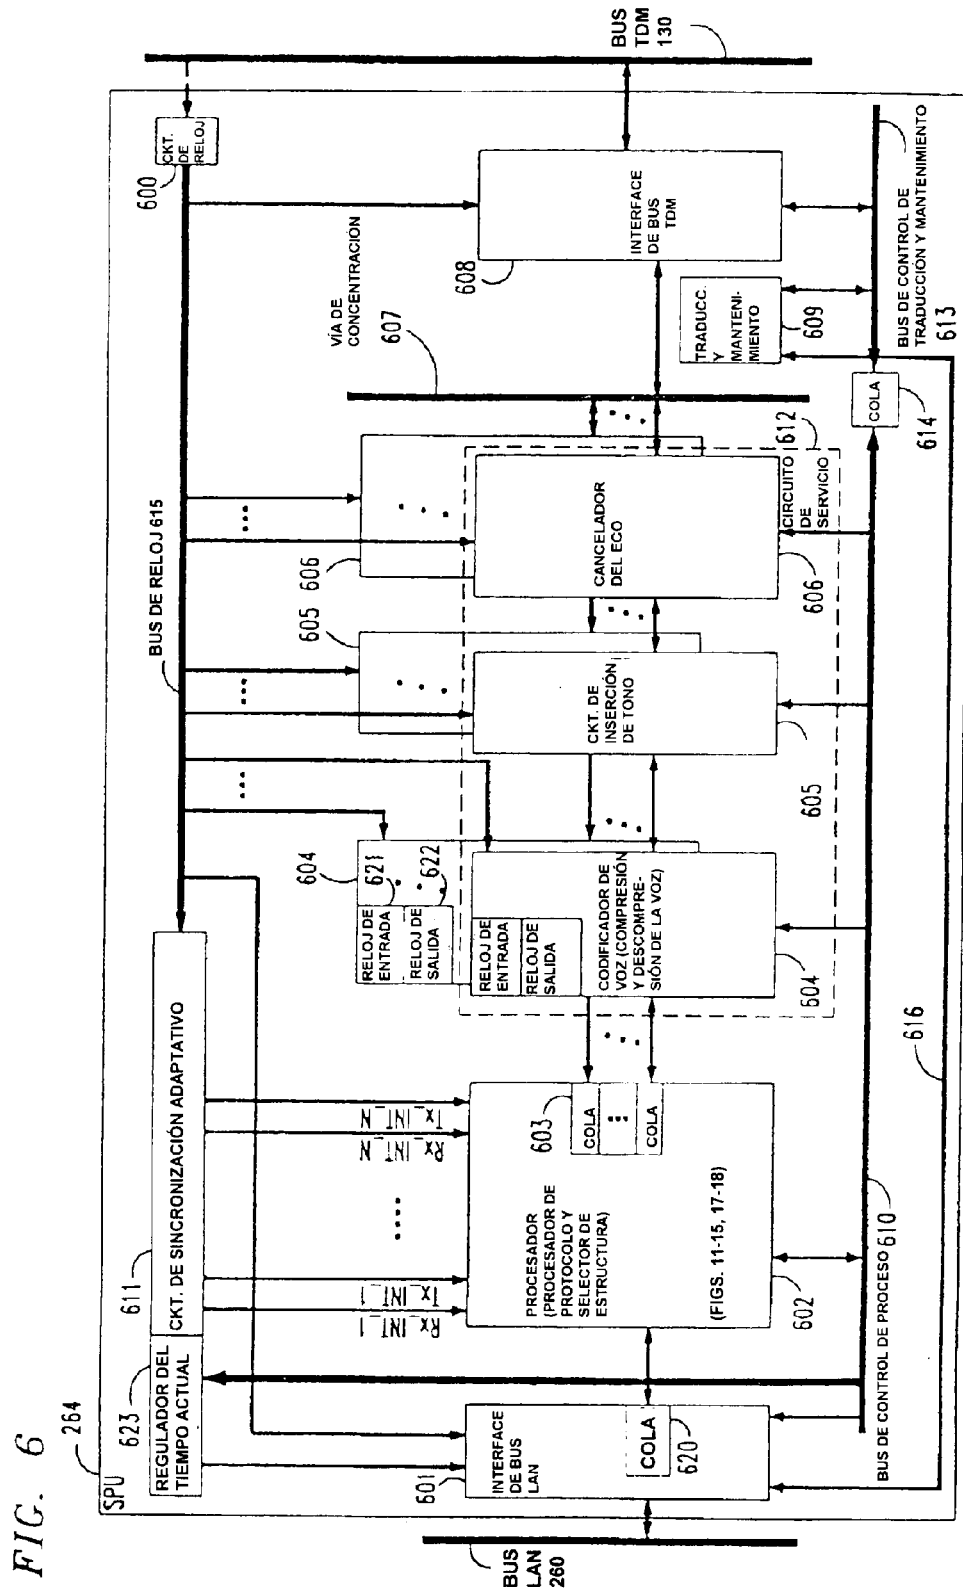 FIG. 6
264
SPU
623
611
REGULADOR DEL
TIEMPO ACTUAL
CKT. DE SINCRONIZACIÓN ADAPTATIVO
BUS DE RELOJ 615
600
CKT.
DE
RELOJ
BUS
TDM
130
Rx_INT_1
Tx_INT_1
Rx_INT_N
Tx_INT_N
604
621
622
RELOJ DE
ENTRADA
RELOJ DE
SALIDA
605
606
VÍA DE
CONCENTRACIÓN
607
608
INTERFACE
DE BUS
TDM
601
INTERFACE
DE BUS
LAN
COLA
620
BUS
LAN
260
PROCESADOR
(PROCESADOR DE
PROTOCOLO Y
SELECTOR DE
ESTRUCTURA)
(FIGS. 11-15, 17-18)
603
COLA
COLA
602
RELOJ DE
ENTRADA
RELOJ DE
SALIDA
CODIFICADOR DE
VOZ (COMPRESIÓN
Y DESCOMPRE-
SIÓN DE LA VOZ)
604
CKT. DE
INSERCIÓN
DE TONO
605
CANCELADOR
DEL ECO
606
612
CIRCUITO
DE
SERVICIO
TRADUCC.
Y
MANTENI-
MIENTO
609
COLA
614
BUS DE CONTROL DE
TRADUCCIÓN Y MANTENIMIENTO
613
BUS DE CONTROL DE PROCESO 610
616